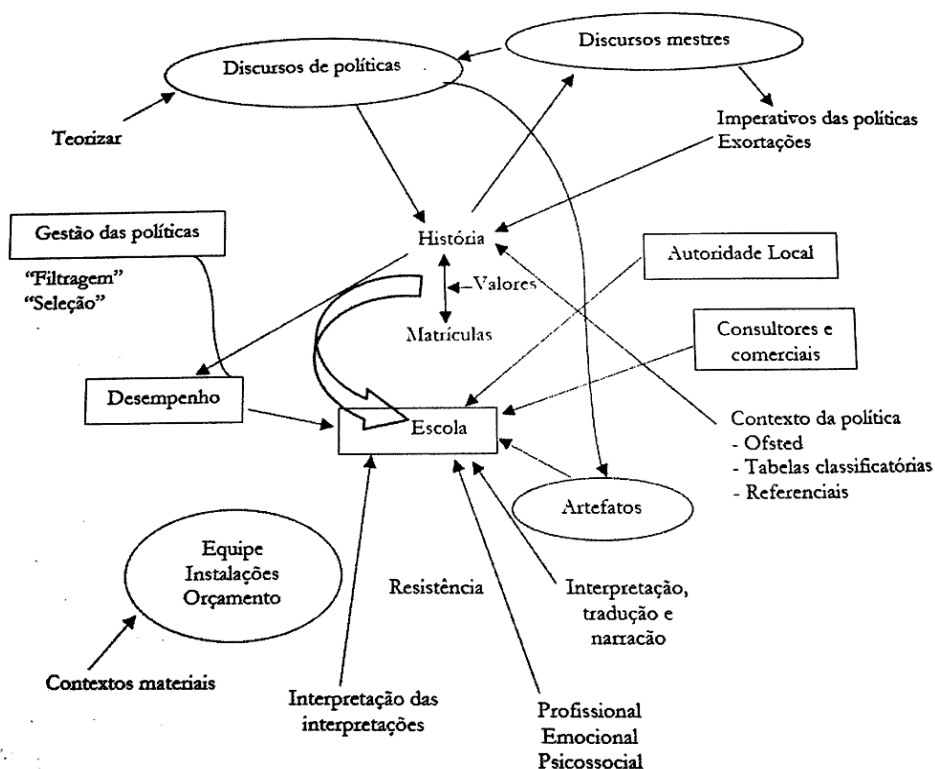 Discursos mestres
Discursos de políticas
Teorizar
Imperativos das políticas
Exortações
Gestão das políticas
“Filtragem”
“Seleção”
História
Valores
Matrículas
Autoridade Local
Consultores e
comerciais
Desempenho
Escola
Contexto da política
- Ofsted
- Tabelas classificatórias
- Referenciais
Artefatos
Equipe
Instalações
Orçamento
Resistência
Interpretação,
tradução e
narracão
Contextos materiais
Interpretação das
interpretações
Profissional
Emocional
Psicossocial